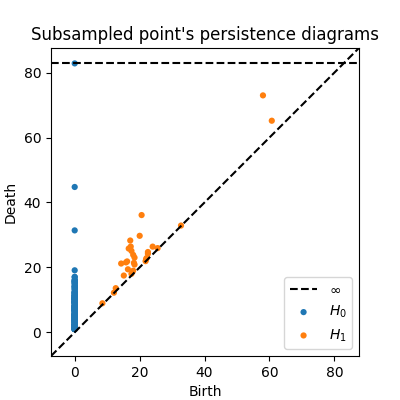 Subsampled point's persistence diagrams
Death
80
60
40
20
0
∞
H₀
H₁
0 20 40 60 80
Birth